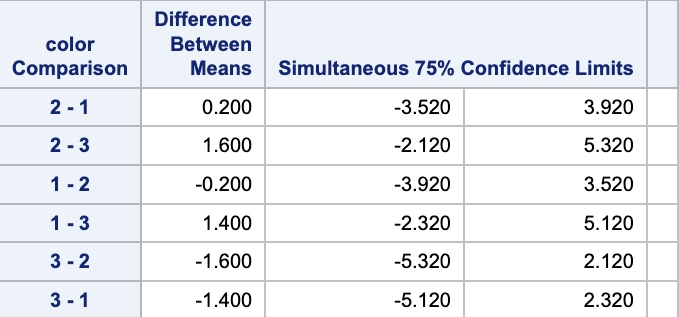 color Comparison Difference Between Means Simultaneous 75% Confidence Limits
2 - 1 0.200 -3.520 3.920
2 - 3 1.600 -2.120 5.320
1 - 2 -0.200 -3.920 3.520
1 - 3 1.400 -2.320 5.120
3 - 2 -1.600 -5.320 2.120
3 - 1 -1.400 -5.120 2.320